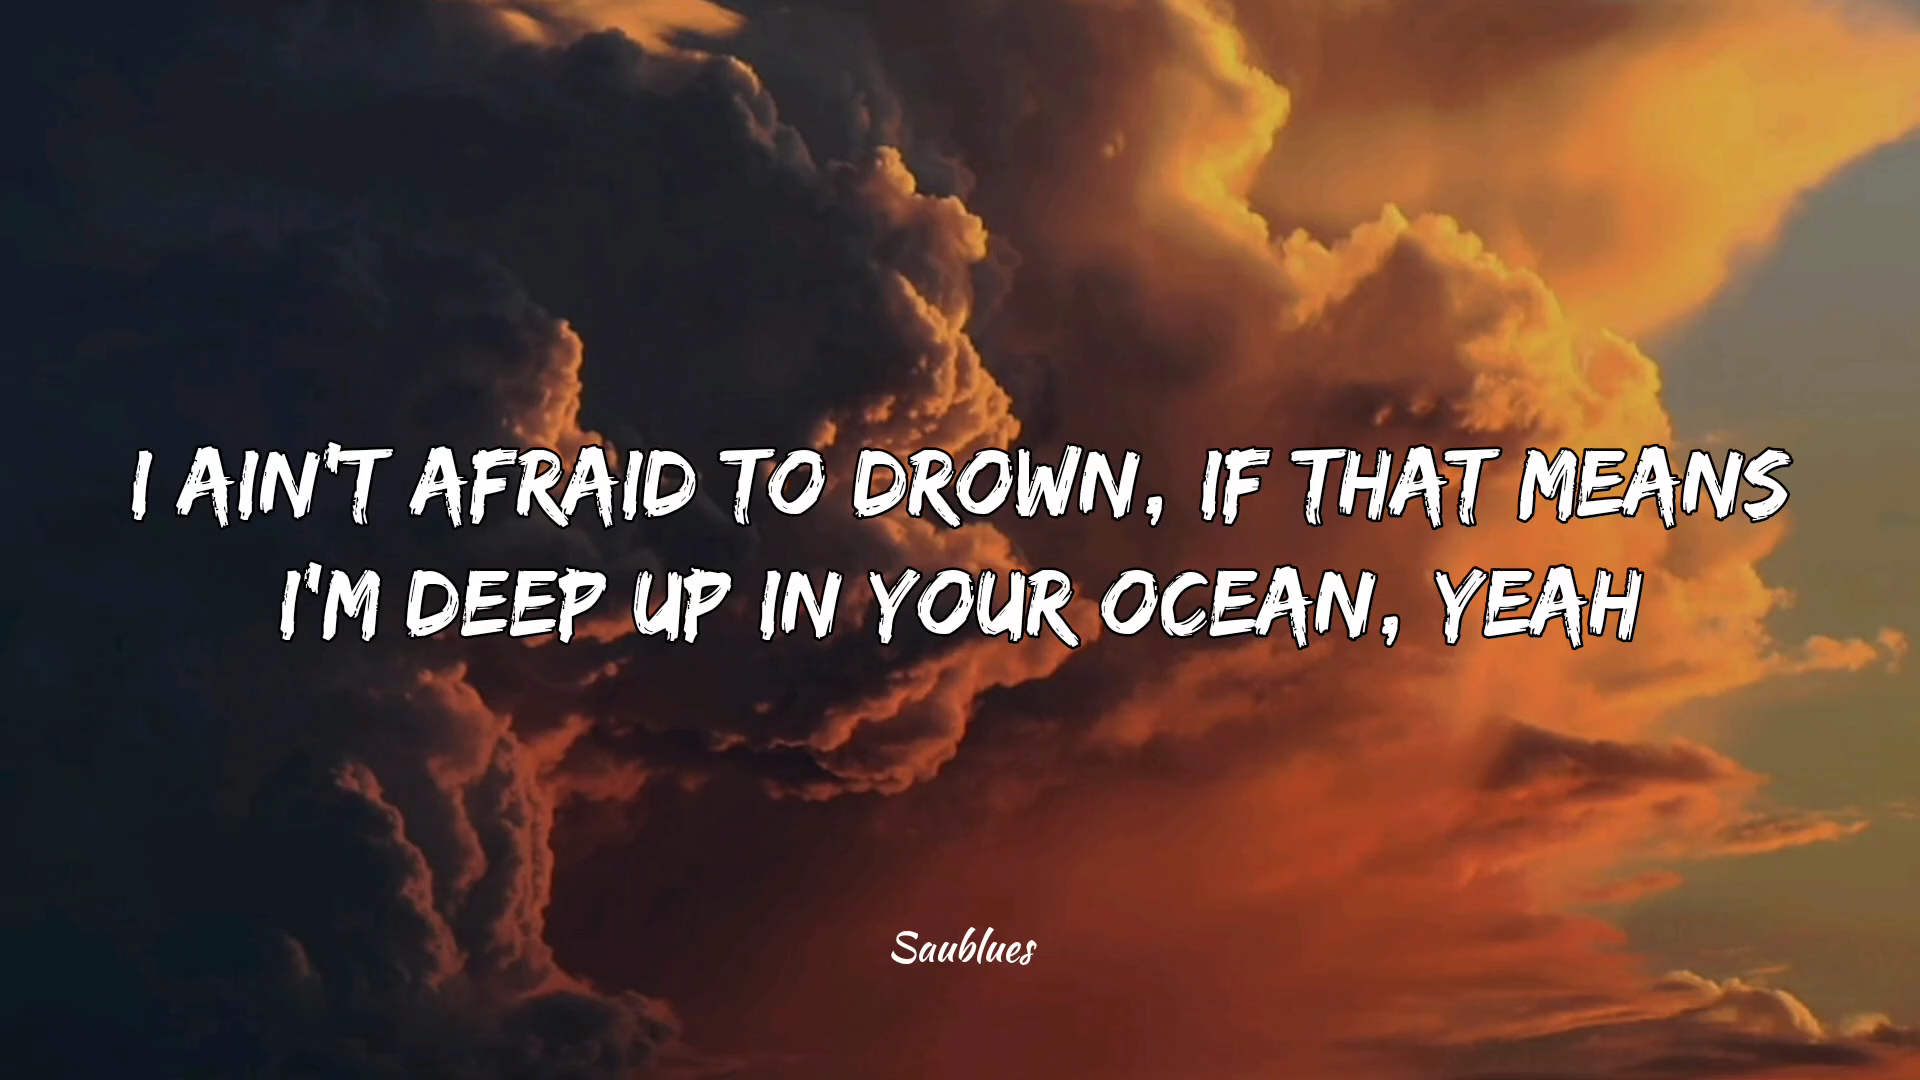 I AIN'T AFRAID TO DROWN, IF THAT MEANS
I'M DEEP UP IN YOUR OCEAN, YEAH
Saublues